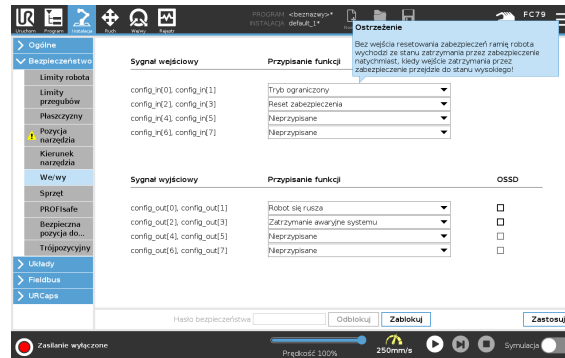 PROGRAM <beznazwy>*
INSTALACJA default_1*
FC79
Uruchom Program Instalacja Ruch We/wy Rejestr
Ostrzeżenie
Bez wejścia resetowania zabezpieczeń ramię robota
wychodzi ze stanu zatrzymania przez zabezpieczenie
natychmiast, kiedy wejście zatrzymania przez
zabezpieczenie przejdzie do stanu wysokiego!
Ogólne
Bezpieczeństwo
Limity robota
Limity
przegubów
Płaszczyzny
Pozycja
narzędzia
Kierunek
narzędzia
We/wy
Sprzęt
PROFIsafe
Bezpieczna
pozycja do...
Trójpozycyjny
Układy
Fieldbus
URCaps
Sygnał wejściowy Przypisanie funkcji
config_in[0], config_in[1] Tryb ograniczony
config_in[2], config_in[3] Reset zabezpieczenia
config_in[4], config_in[5] Nieprzypisane
config_in[6], config_in[7] Nieprzypisane
Sygnał wyjściowy Przypisanie funkcji OSSD
config_out[0], config_out[1] Robot się rusza
config_out[2], config_out[3] Zatrzymanie awaryjne systemu
config_out[4], config_out[5] Nieprzypisane
config_out[6], config_out[7] Nieprzypisane
Hasło bezpieczeństwa Odblokuj Zablokuj Zastosuj
Zasilanie wyłączone
Prędkość 100%
250mm/s
Symulacja